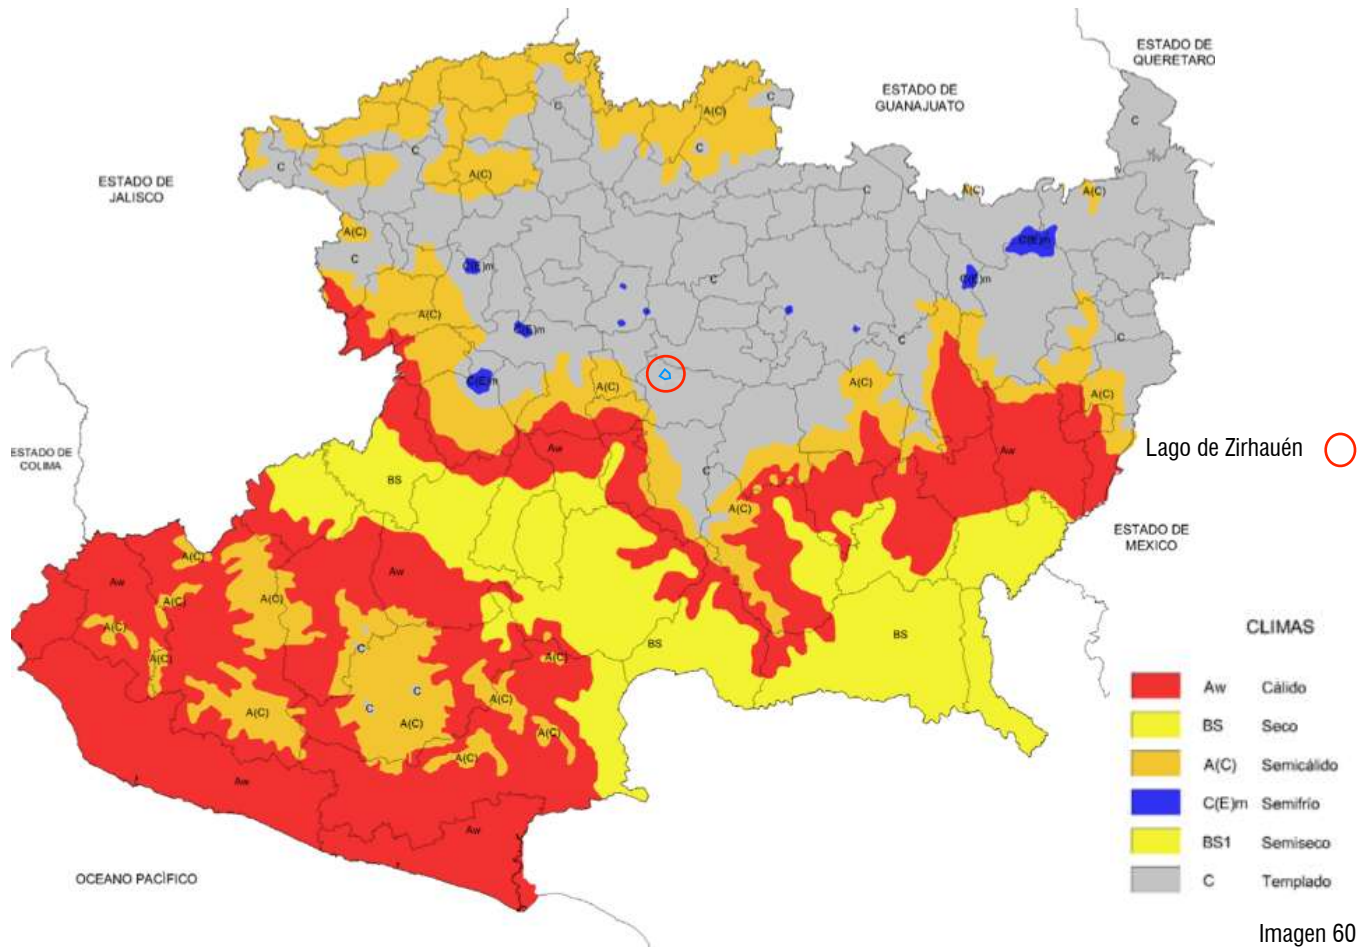 ESTADO DE
QUERETARO
ESTADO DE
GUANAJUATO
ESTADO DE
JALISCO
ESTADO DE
COLIMA
ESTADO DE
MEXICO
OCEANO PACÍFICO
C
C
A(C)
C
C
C
C
A(C)
C
A(C)
A(C)
A(C)
C
C(E)m
C(E)m
C(E)m
C
A(C)
C(E)m
C
C
C(E)m
A(C)
A(C)
A(C)
Aw
Aw
C
BS
A(C)
A(C)
Aw
Aw
A(C)
A(C)
A(C)
BS
BS
C
A(C)
A(C)
C
A(C)
C
A(C)
A(C)
A(C)
A(C)
Aw
Aw
Lago de Zirhauén
CLIMAS
Aw Cálido
BS Seco
A(C) Semicálido
C(E)m Semifrío
BS1 Semiseco
C Templado
Imagen 60